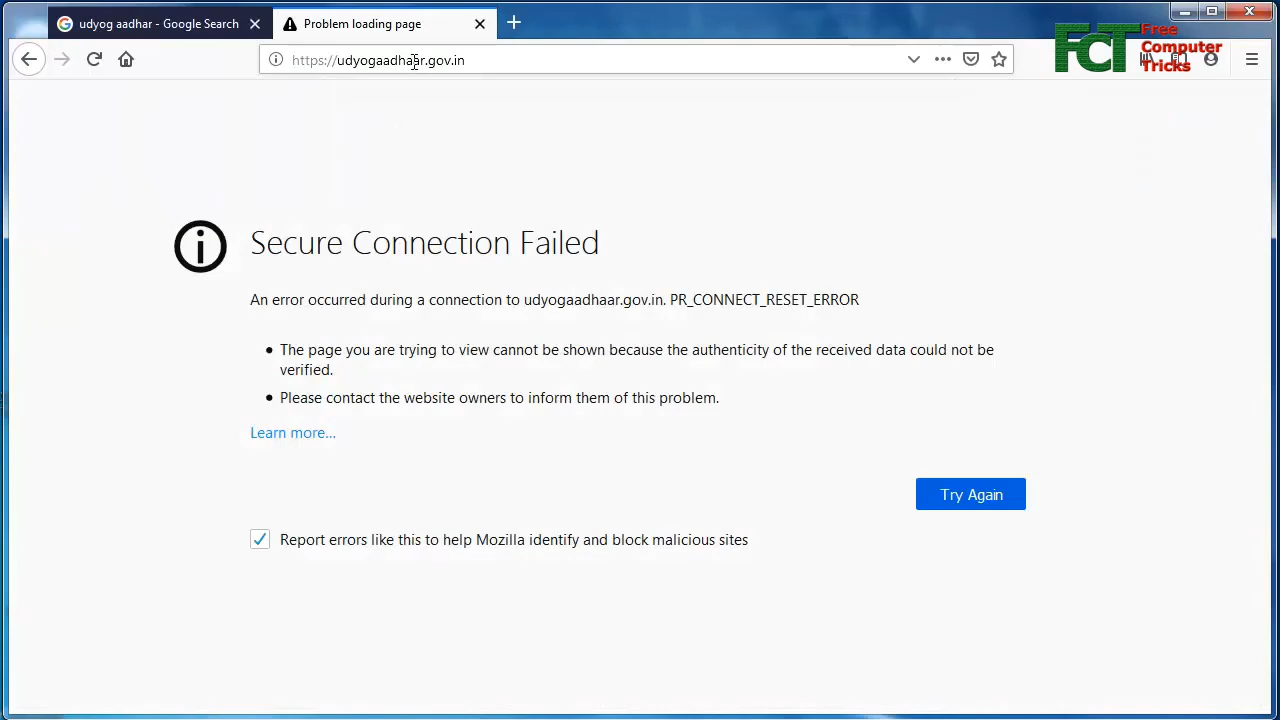 udyog aadhar - Google Search
Problem loading page
https://udyogaadhaar.gov.in
FCT Free
Computer
Tricks
Secure Connection Failed
An error occurred during a connection to udyogaadhaar.gov.in. PR_CONNECT_RESET_ERROR
The page you are trying to view cannot be shown because the authenticity of the received data could not be
verified.
Please contact the website owners to inform them of this problem.
Learn more...
Try Again
Report errors like this to help Mozilla identify and block malicious sites